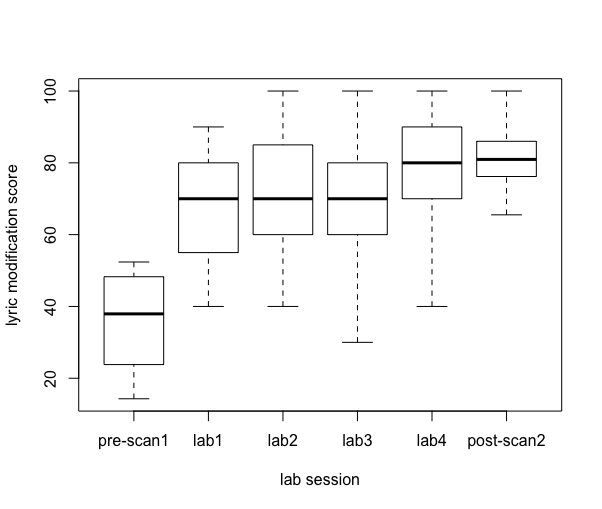 lyric modification score
100
80
60
40
20
pre-scan1 lab1 lab2 lab3 lab4 post-scan2
lab session